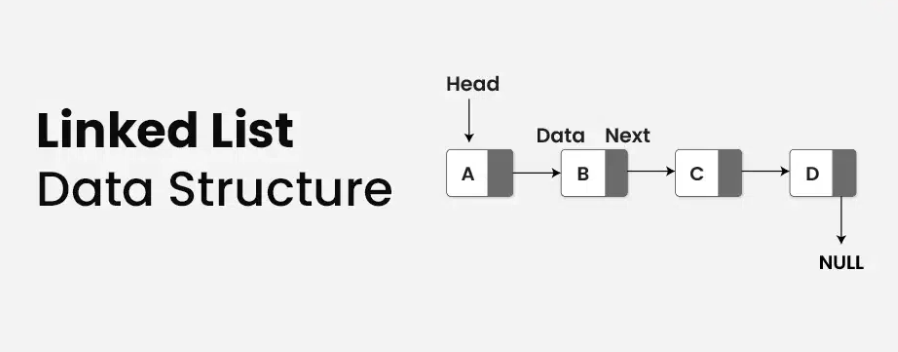 Linked List
Data Structure
Head
Data Next
A B C D
NULL